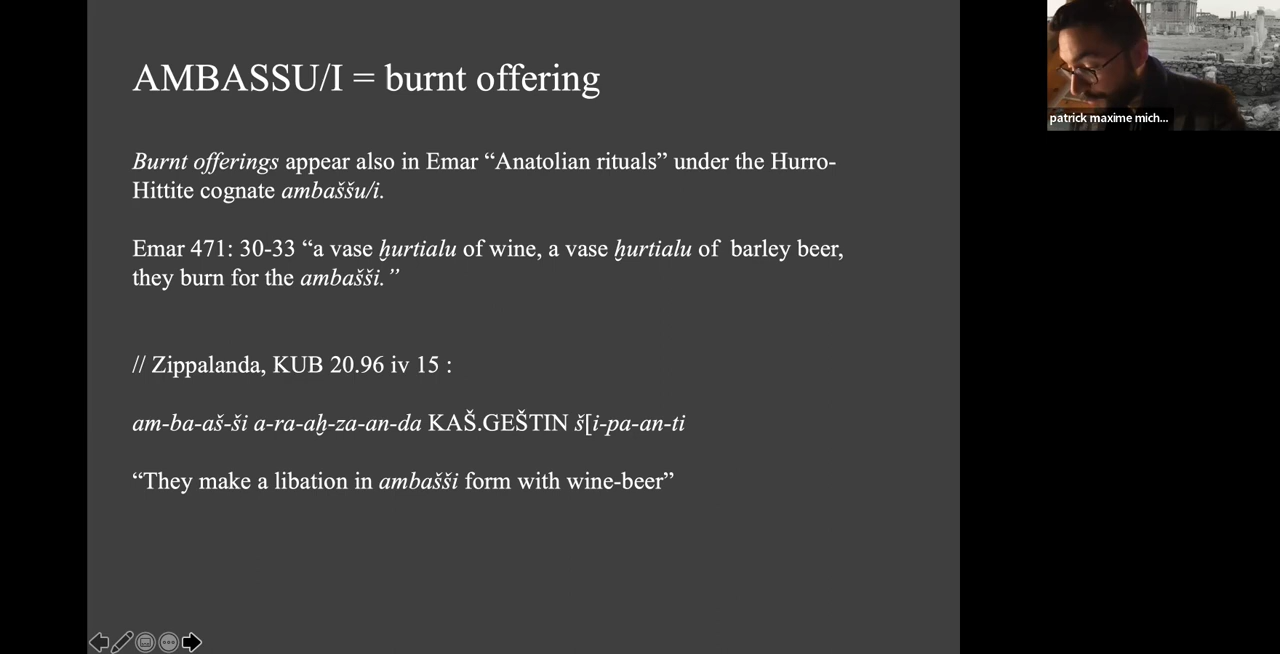 AMBASSU/I = burnt offering
Burnt offerings appear also in Emar “Anatolian rituals” under the Hurro-
Hittite cognate ambaššu/i.
Emar 471: 30-33 “a vase ḫurtialu of wine, a vase ḫurtialu of barley beer,
they burn for the ambašši.”
// Zippalanda, KUB 20.96 iv 15 :
am-ba-aš-ši a-ra-aḫ-za-an-da KAŠ.GEŠTIN š[i-pa-an-ti
“They make a libation in ambašši form with wine-beer”
patrick maxime mich...